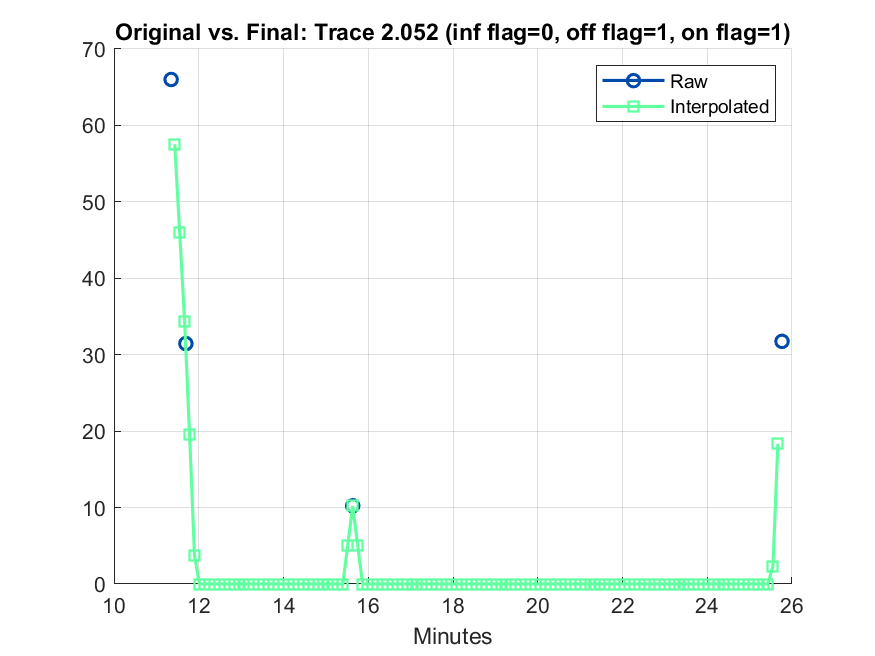 Original vs. Final: Trace 2.052 (inf flag=0, off flag=1, on flag=1)
70
60
50
40
30
20
10
0
Raw
Interpolated
10 12 14 16 18 20 22 24 26
Minutes